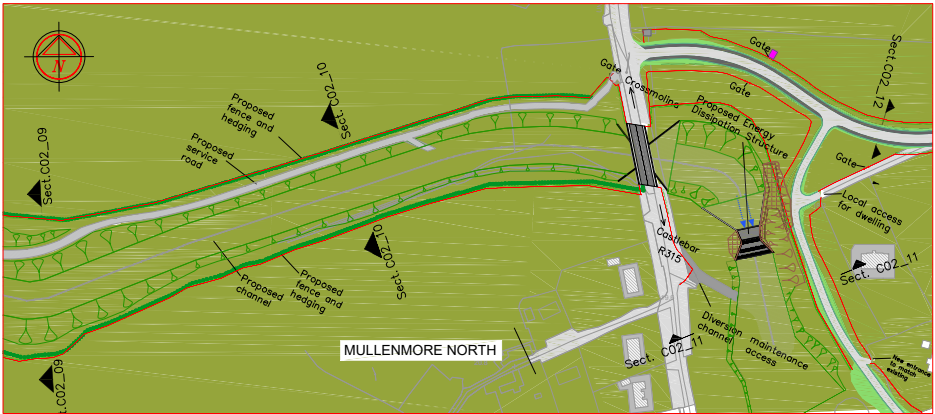 N
Sect.C02_09
Proposed
fence and
hedging
Sect. C02_10
Proposed
service
road
Gate
Crossmolina
Gate
Gate
Sect.C02_12
Proposed Energy
Dissipation Structure
Gate
Local access
for dwelling
Castlebar
R315
Sect. C02_11
Proposed
channel
Proposed
fence and
hedging
Sect. C02_10
Diversion maintenance
channel access
MULLENMORE NORTH
Sect. C02_11
New entrance
to match
existing
Sect.C02_09